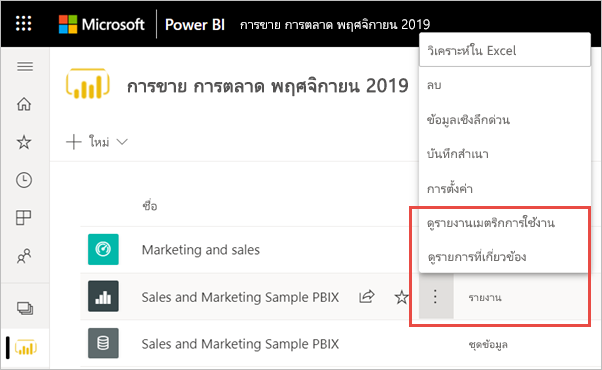 Microsoft Power BI การขาย การตลาด พฤศจิกายน 2019
วิเคราะห์ใน Excel
การขาย การตลาด พฤศจิกายน 2019
ลบ
ข้อมูลเชิงลึกด่วน
ใหม่
บันทึกสำเนา
การตั้งค่า
ชื่อ
ดูรายงานเมตริกการใช้งาน
Marketing and sales
ดูรายการที่เกี่ยวข้อง
Sales and Marketing Sample PBIX รายงาน
Sales and Marketing Sample PBIX ชุดข้อมูล